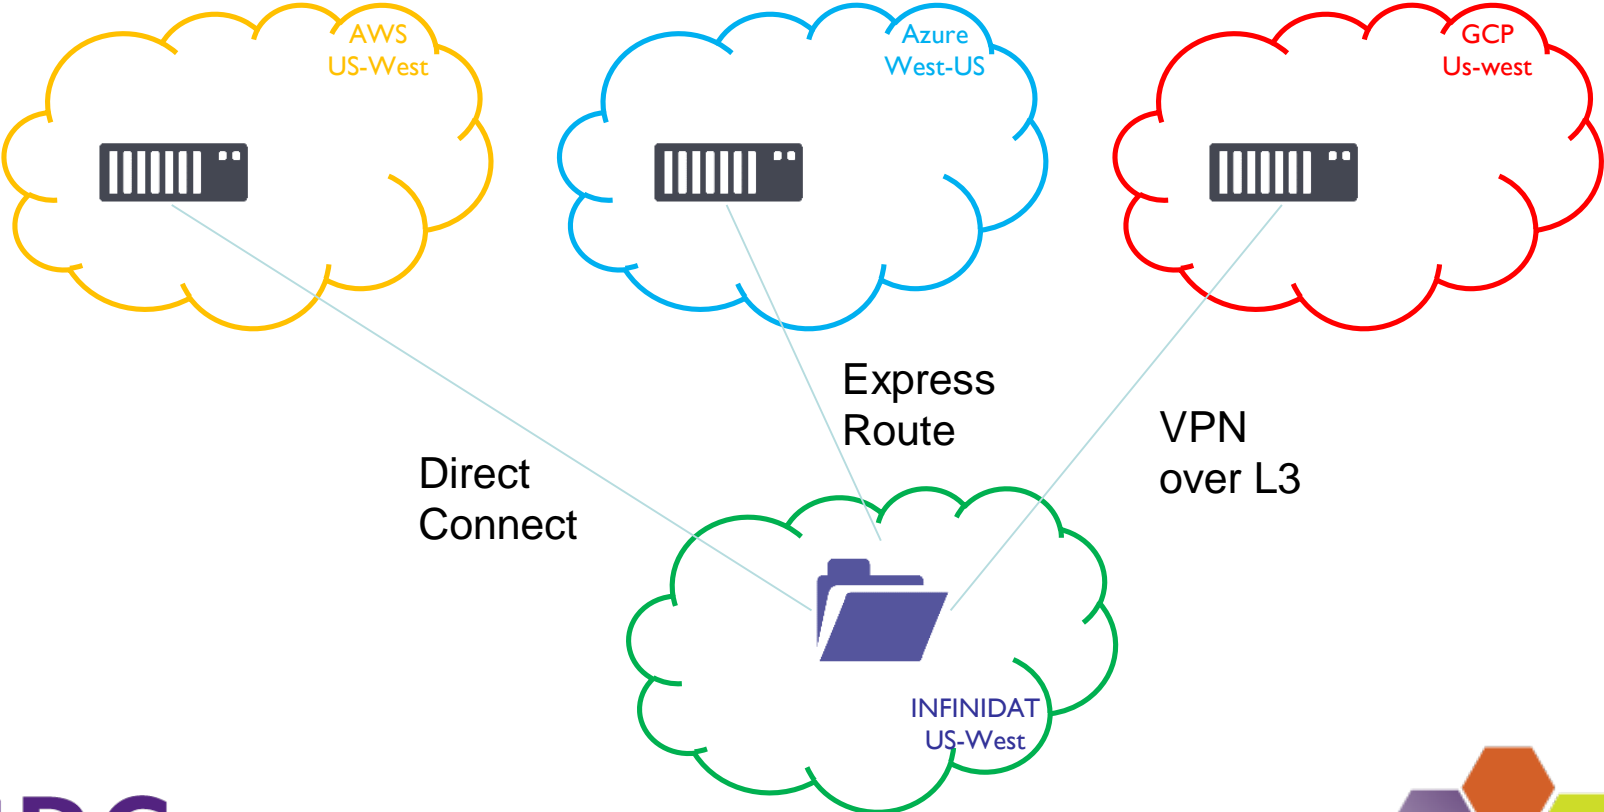 AWS
US-West
Azure
West-US
GCP
Us-west
Express
Route
VPN
over L3
Direct
Connect
INFINIDAT
US-West